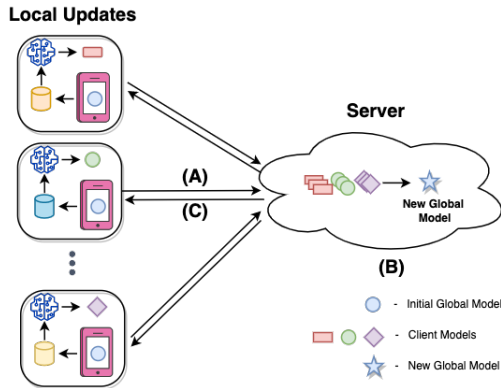 Local Updates
Server
(A)
(C)
New Global
Model
(B)
- Initial Global Model
- Client Models
- New Global Model